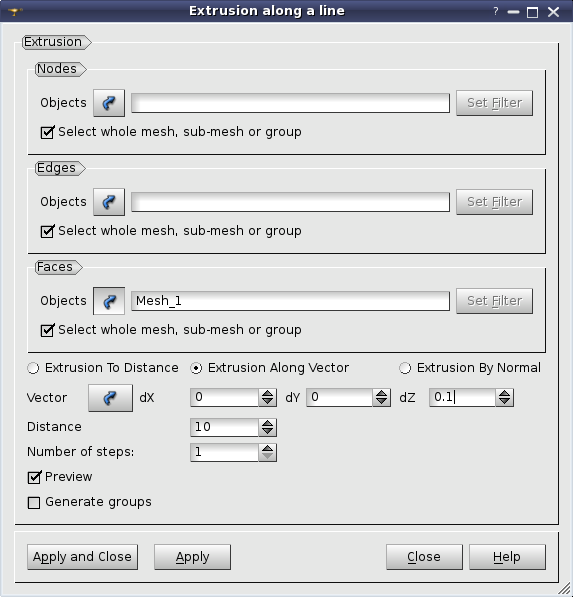 Extrusion along a line
?
Extrusion
Nodes
Objects Set Filter
Select whole mesh, sub-mesh or group
Edges
Objects Set Filter
Select whole mesh, sub-mesh or group
Faces
Objects Mesh_1 Set Filter
Select whole mesh, sub-mesh or group
Extrusion To Distance Extrusion Along Vector Extrusion By Normal
Vector dX 0 dY 0 dZ 0.1
Distance 10
Number of steps: 1
Preview
Generate groups
Apply and Close Apply Close Help